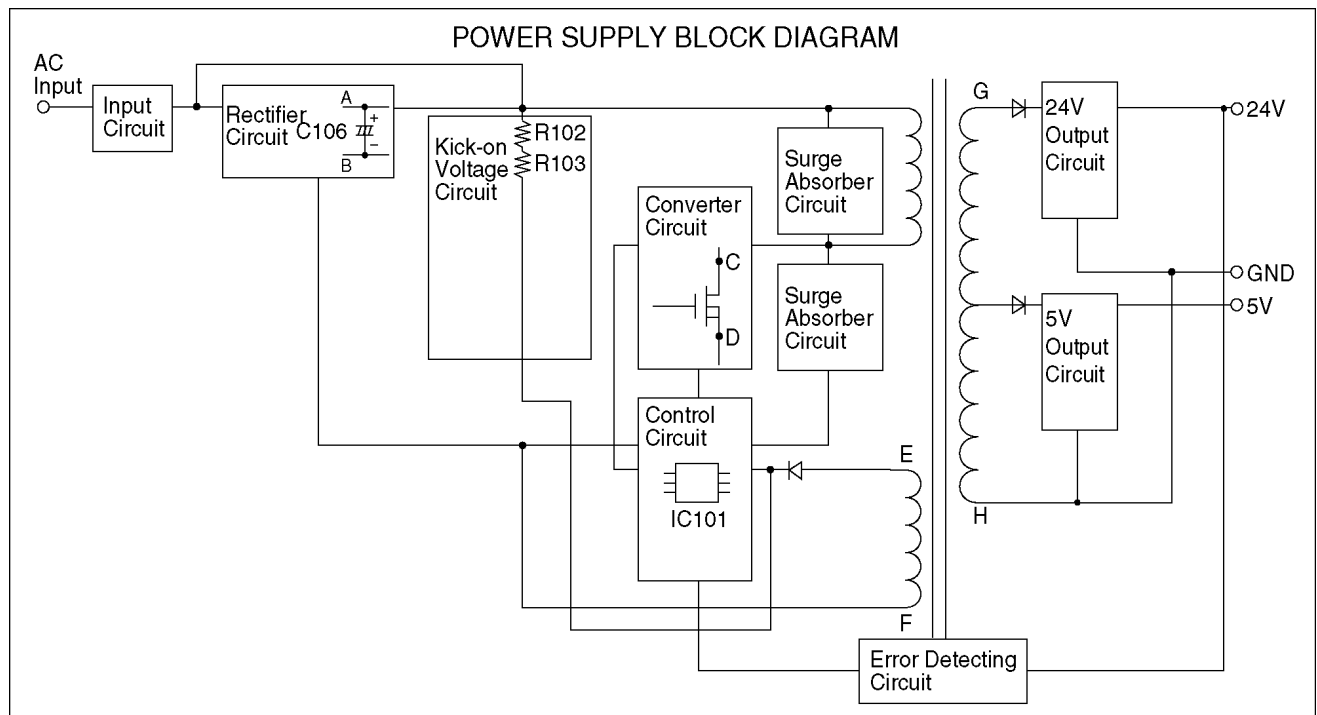 POWER SUPPLY BLOCK DIAGRAM
AC
Input
Input
Circuit
Rectifier
Circuit
A
C106
+
−
B
Kick-on
Voltage
Circuit
R102
R103
Converter
Circuit
C
D
Surge
Absorber
Circuit
Surge
Absorber
Circuit
Control
Circuit
IC101
E
F
G
H
24V
Output
Circuit
24V
GND
5V
5V
Output
Circuit
Error Detecting
Circuit